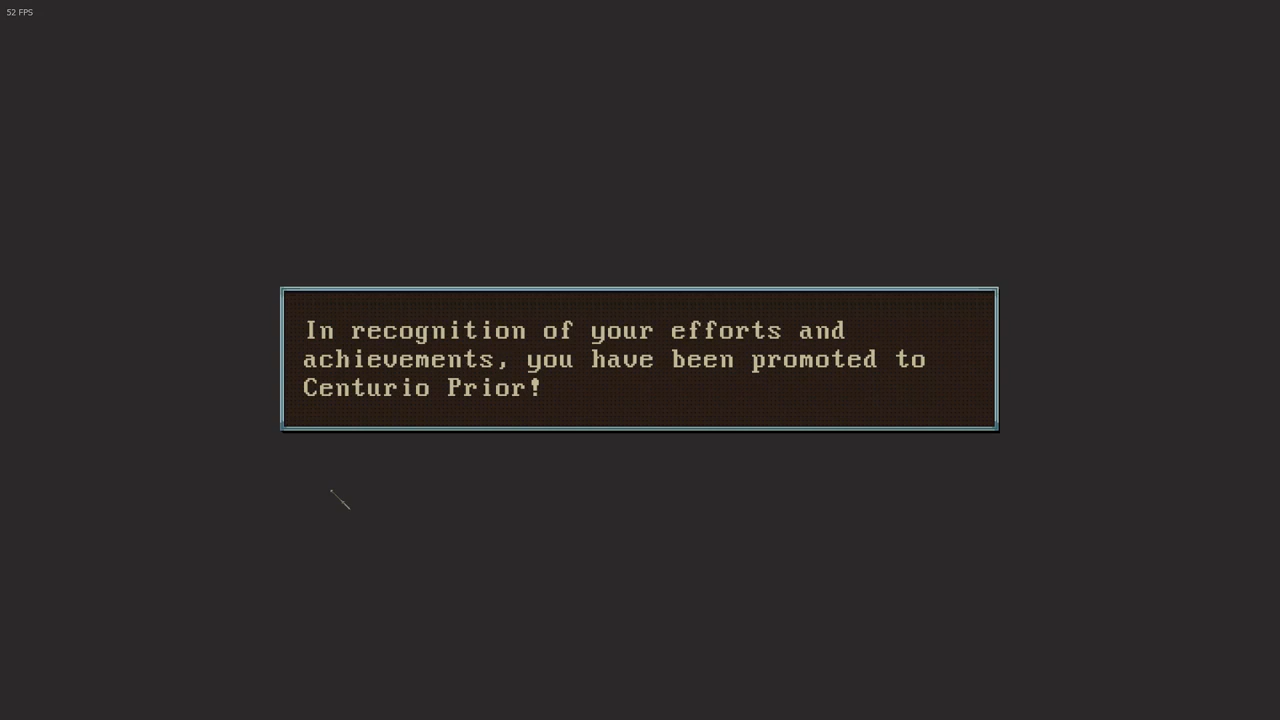 52 FPS
In recognition of your efforts and
achievements, you have been promoted to
Centurio Prior!